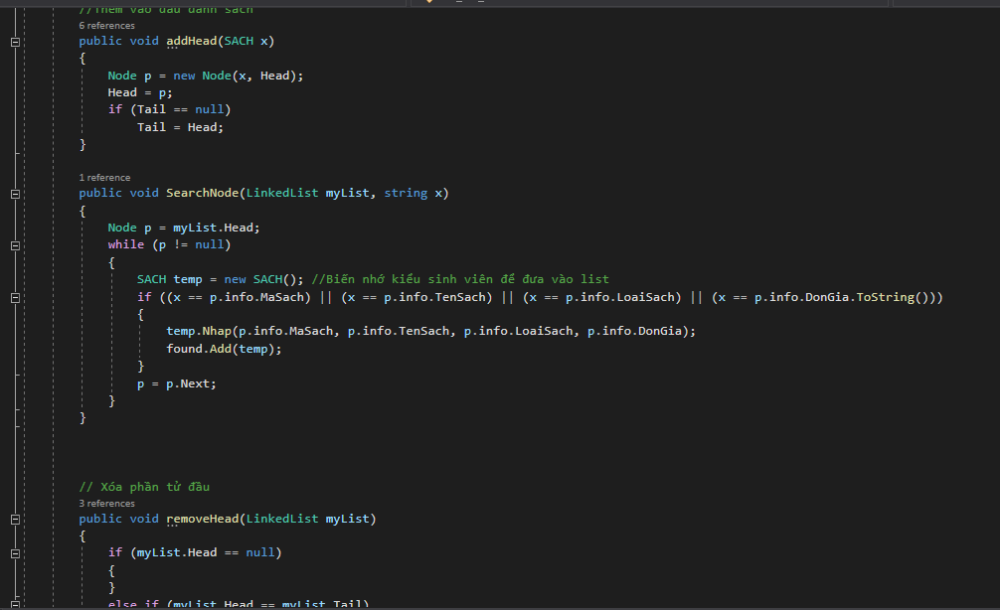 //Thêm vào đầu danh sách
6 references
public void addHead(SACH x)
{
Node p = new Node(x, Head);
Head = p;
if (Tail == null)
Tail = Head;
}
1 reference
public void SearchNode(LinkedList myList, string x)
{
Node p = myList.Head;
while (p != null)
{
SACH temp = new SACH(); //Biến nhớ kiểu sinh viên để đưa vào list
if ((x == p.info.MaSach) || (x == p.info.TenSach) || (x == p.info.LoaiSach) || (x == p.info.DonGia.ToString()))
{
temp.Nhap(p.info.MaSach, p.info.TenSach, p.info.LoaiSach, p.info.DonGia);
found.Add(temp);
}
p = p.Next;
}
}
// Xóa phần tử đầu
3 references
public void removeHead(LinkedList myList)
{
if (myList.Head == null)
{
}
else if (myList.Head == myList.Tail)